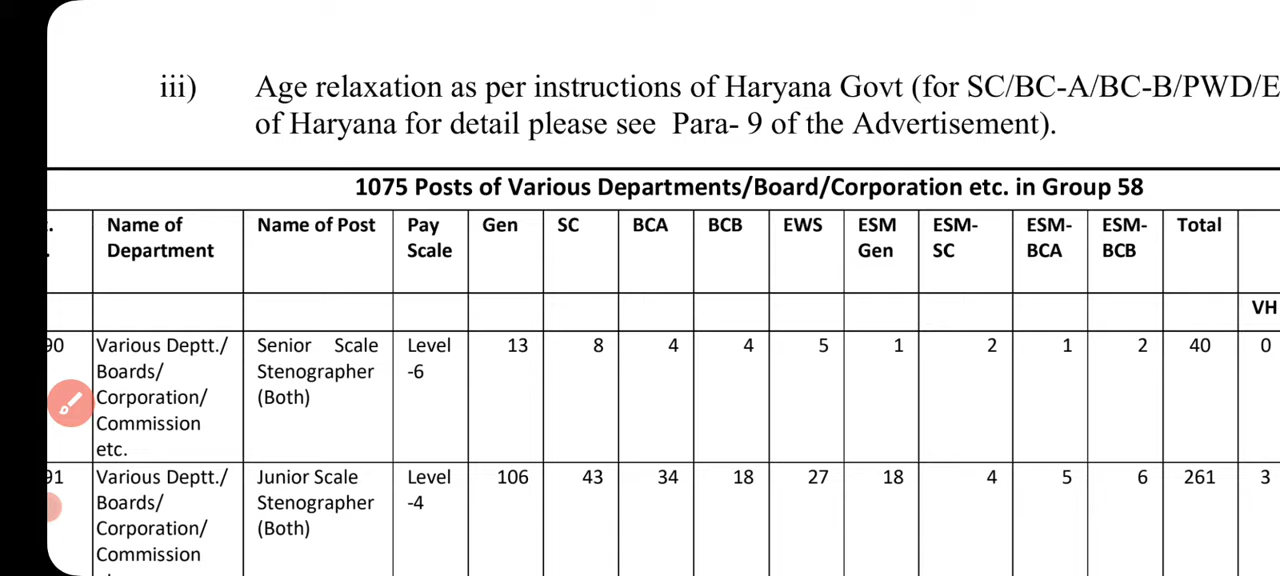 iii) Age relaxation as per instructions of Haryana Govt (for SC/BC-A/BC-B/PWD/E
of Haryana for detail please see Para- 9 of the Advertisement).
1075 Posts of Various Departments/Board/Corporation etc. in Group 58
Name of Name of Post Pay Gen SC BCA BCB EWS ESM ESM- ESM- ESM- Total
Department Scale Gen SC BCA BCB
VH
90 Various Deptt./ Senior Scale Level 13 8 4 4 5 1 2 1 2 40 0
Boards/ Stenographer -6
Corporation/ (Both)
Commission
etc.
91 Various Deptt./ Junior Scale Level 106 43 34 18 27 18 4 5 6 261 3
Boards/ Stenographer -4
Corporation/ (Both)
Commission